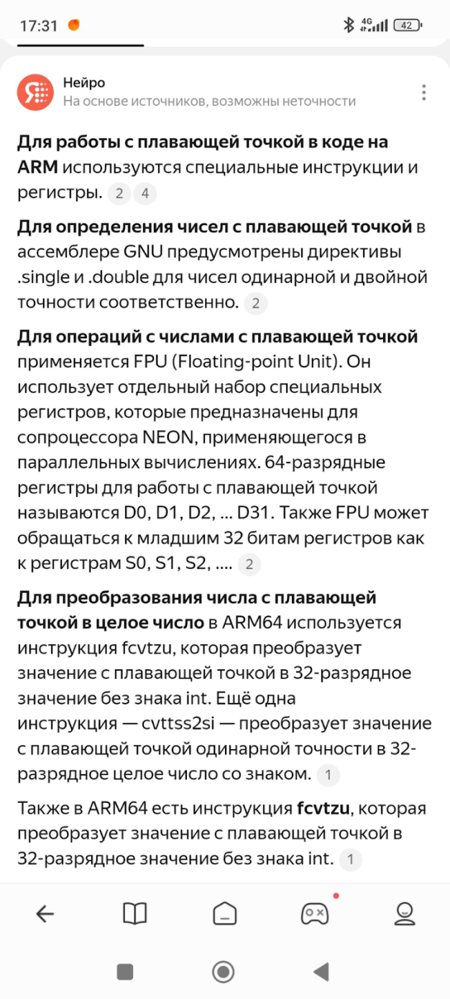 17:31
4G
42
Нейро
На основе источников, возможны неточности
Для работы с плавающей точкой в коде на
ARM используются специальные инструкции и
регистры. 2 4
Для определения чисел с плавающей точкой в
ассемблере GNU предусмотрены директивы
.single и .double для чисел одинарной и двойной
точности соответственно. 2
Для операций с числами с плавающей точкой
применяется FPU (Floating-point Unit). Он
использует отдельный набор специальных
регистров, которые предназначены для
сопроцессора NEON, применяющегося в
параллельных вычислениях. 64-разрядные
регистры для работы с плавающей точкой
называются D0, D1, D2, ... D31. Также FPU может
обращаться к младшим 32 битам регистров как
к регистрам S0, S1, S2, .... 2
Для преобразования числа с плавающей
точкой в целое число в ARM64 используется
инструкция fcvtzu, которая преобразует
значение с плавающей точкой в 32-разрядное
значение без знака int. Ещё одна
инструкция — cvttss2si — преобразует значение
с плавающей точкой одинарной точности в 32-
разрядное целое число со знаком. 1
Также в ARM64 есть инструкция fcvtzu, которая
преобразует значение с плавающей точкой в
32-разрядное значение без знака int. 1